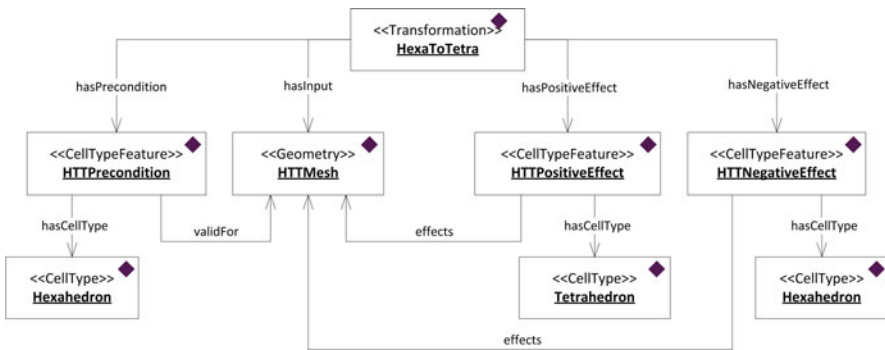 <<Transformation>>
HexaToTetra
hasPrecondition
hasInput
hasPositiveEffect
hasNegativeEffect
<<CellTypeFeature>>
HTTPrecondition
<<Geometry>>
HTTMesh
<<CellTypeFeature>>
HTTPositiveEffect
<<CellTypeFeature>>
HTTNegativeEffect
hasCellType
validFor
effects
hasCellType
hasCellType
<<CellType>>
Hexahedron
<<CellType>>
Tetrahedron
<<CellType>>
Hexahedron
effects